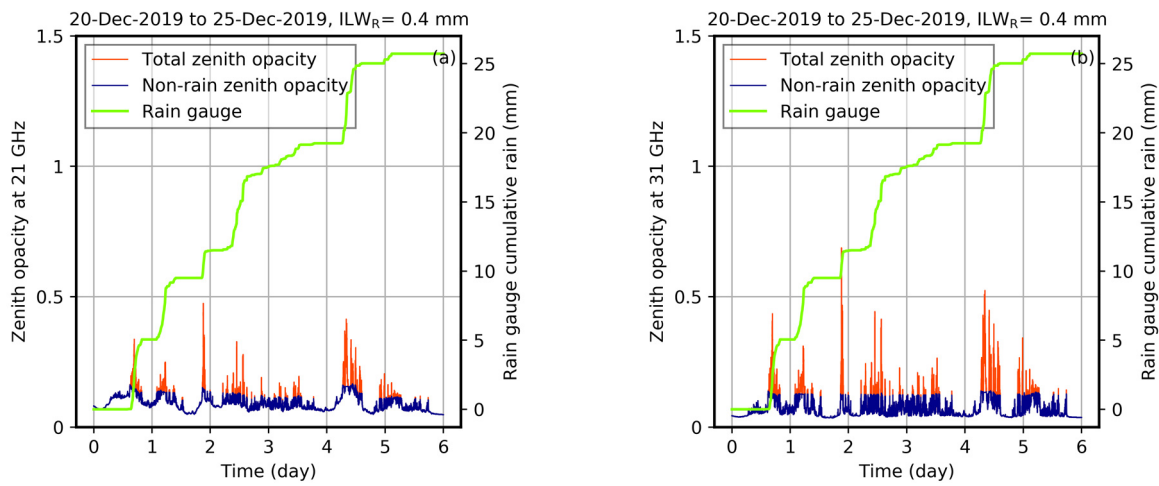 20-Dec-2019 to 25-Dec-2019, ILW_R= 0.4 mm
1.5
1
0.5
0
Zenith opacity at 21 GHz
Total zenith opacity
Non-rain zenith opacity
Rain gauge
(a)
25
20
15
10
5
0
Rain gauge cumulative rain (mm)
0 1 2 3 4 5 6
Time (day)
20-Dec-2019 to 25-Dec-2019, ILW_R= 0.4 mm
1.5
1
0.5
0
Zenith opacity at 31 GHz
Total zenith opacity
Non-rain zenith opacity
Rain gauge
(b)
25
20
15
10
5
0
Rain gauge cumulative rain (mm)
0 1 2 3 4 5 6
Time (day)